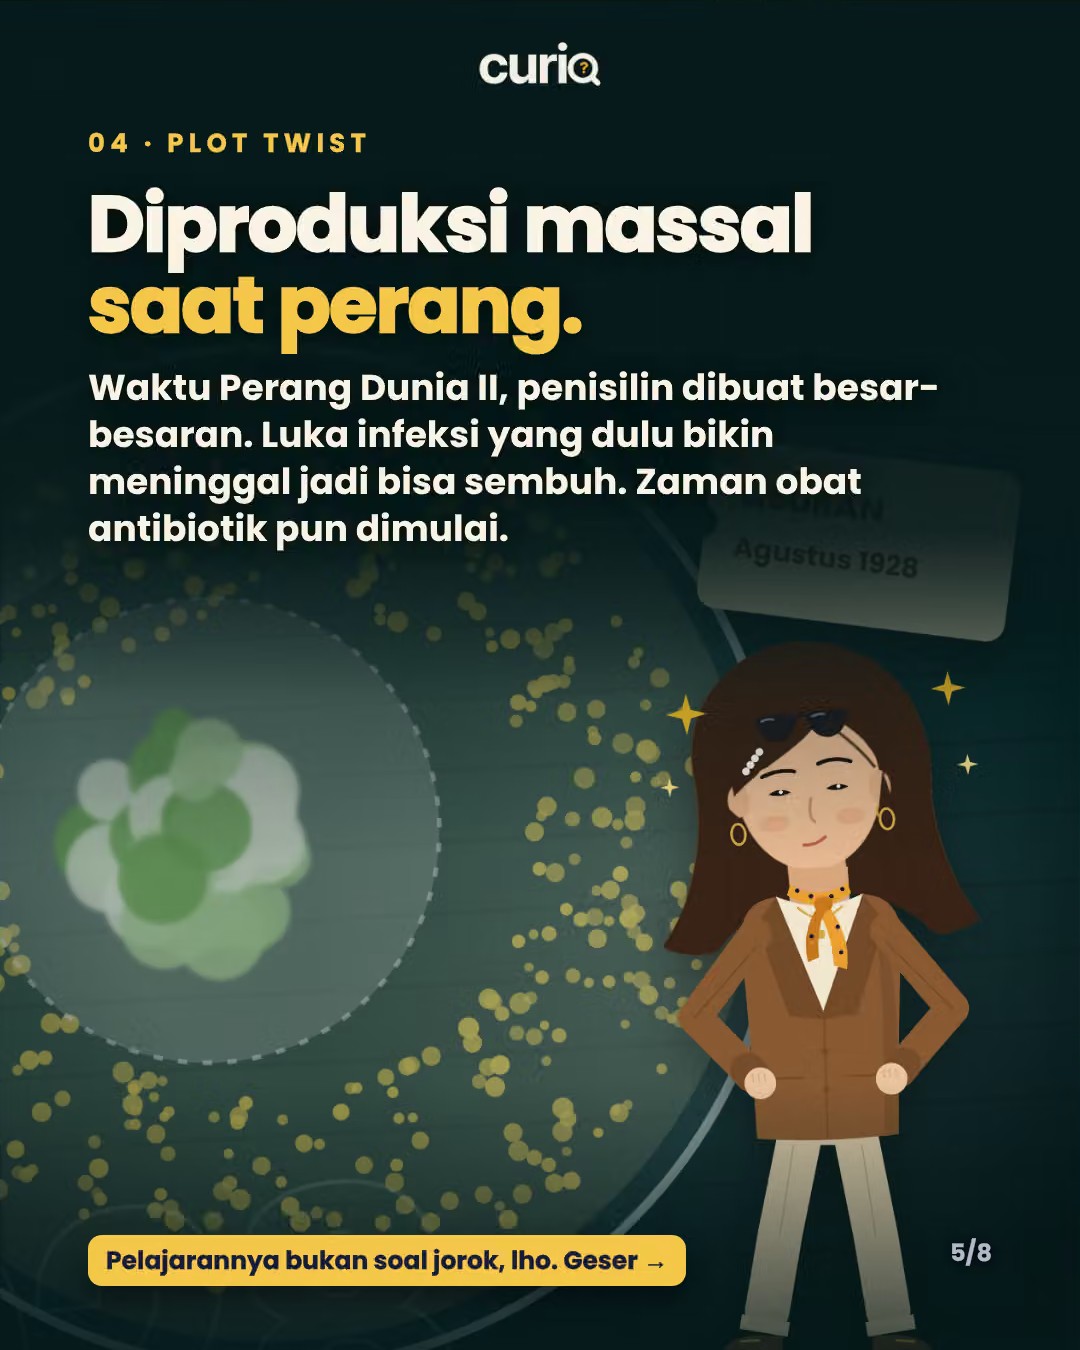 curio
04 · PLOT TWIST
Diproduksi massal
saat perang.
Waktu Perang Dunia II, penisilin dibuat besar-
besaran. Luka infeksi yang dulu bikin
meninggal jadi bisa sembuh. Zaman obat
antibiotik pun dimulai.
Agustus 1928
Pelajarannya bukan soal jorok, lho. Geser →
5/8